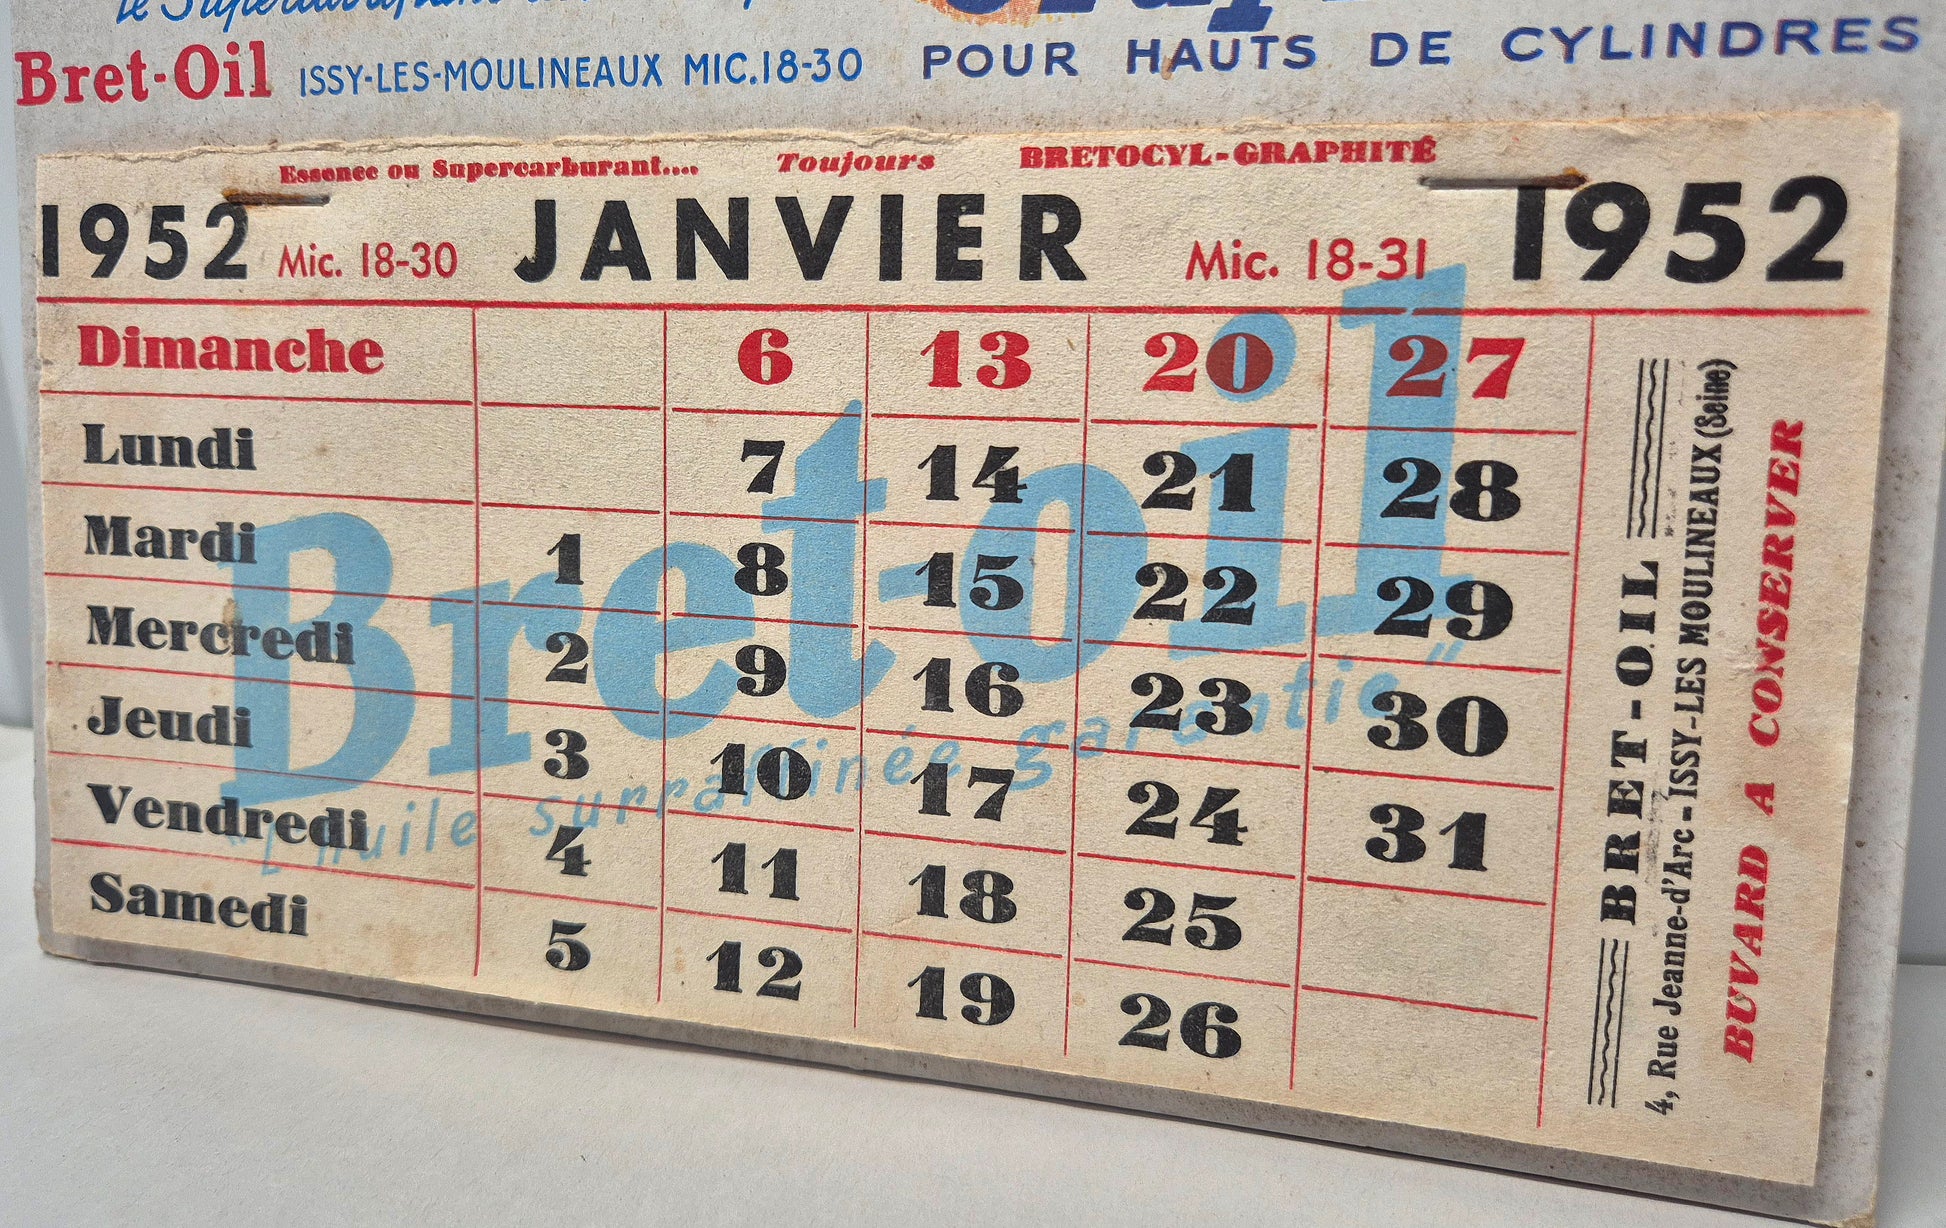 le
Bret-Oil ISSY-LES-MOULINEAUX MIC.18-30
POUR HAUTS DE CYLINDRES
Essence ou Supercarburant.... Toujours BRETOCYL-GRAPHITÉ
1952 Mic. 18-30 JANVIER Mic. 18-31 1952
Dimanche 6 13 20 27
Lundi 7 14 21 28
Mardi 1 8 15 22 29
Mercredi 2 9 16 23 30
Jeudi 3 10 17 24 31
Vendredi 4 11 18 25
Samedi 5 12 19 26
Bret-oil
"L'huile surraffinée garantie"
BRET-OIL
4, Rue Jeanne-d'Arc-ISSY-LES MOULINEAUX (Seine)
BUVARD A CONSERVER